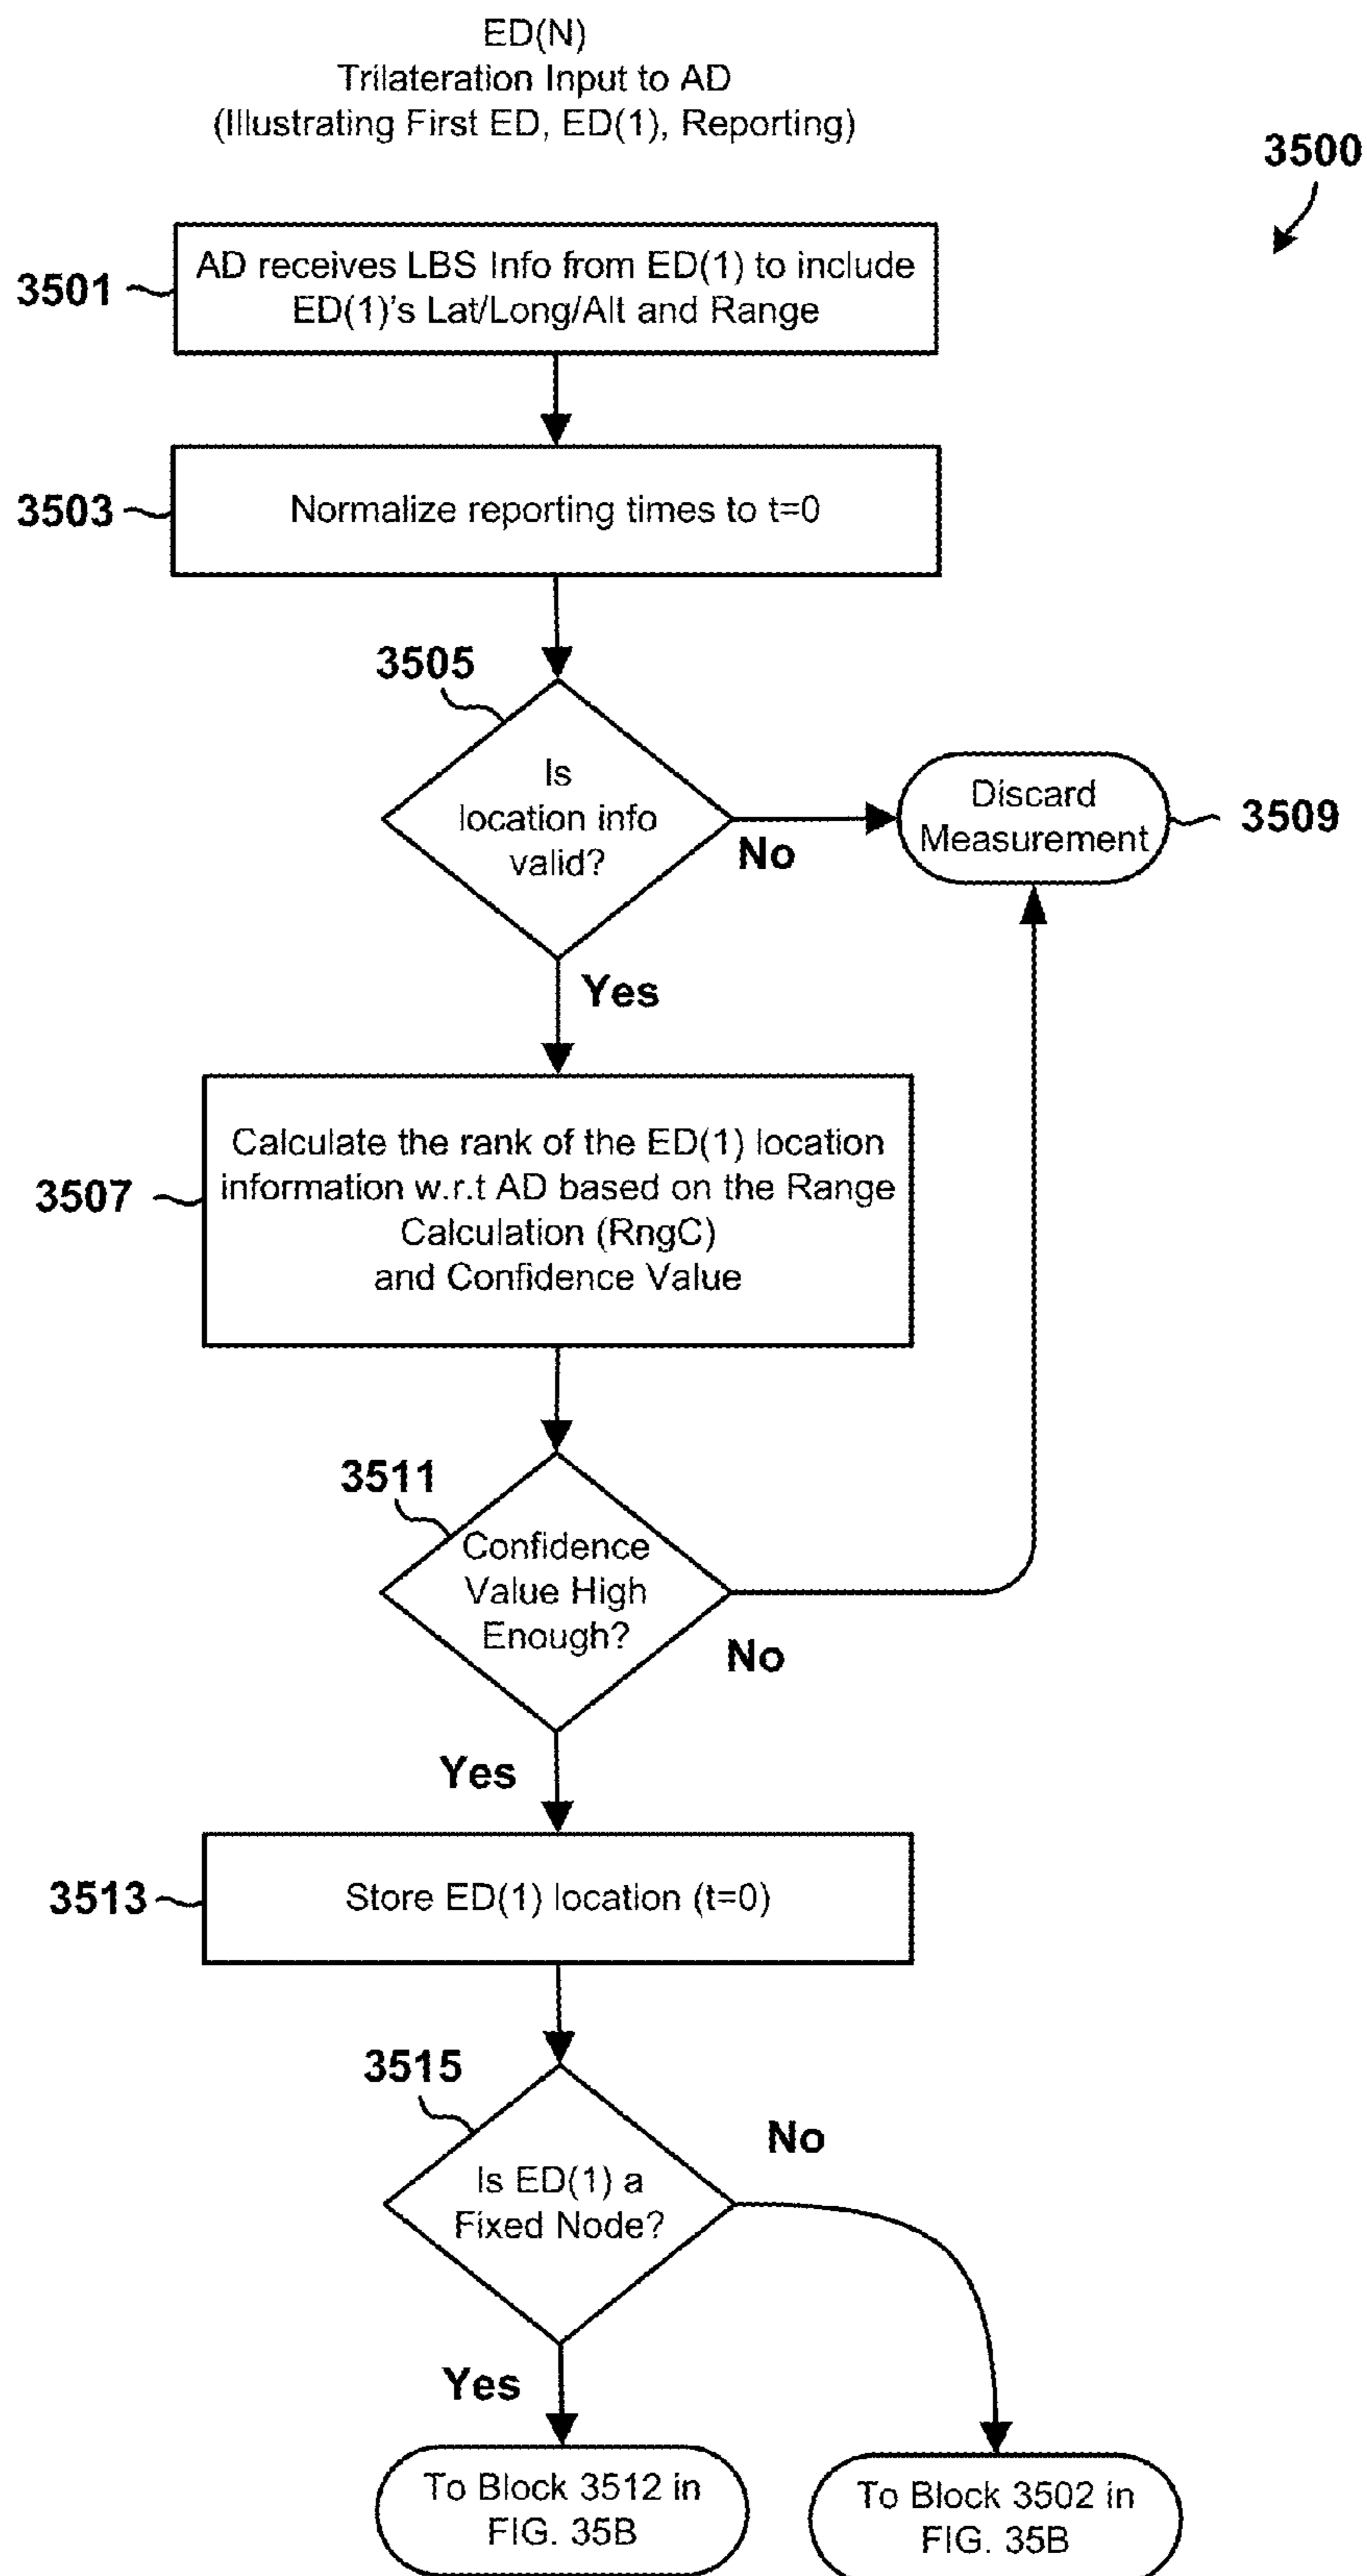 ED(N)
Trilateration Input to AD
(Illustrating First ED, ED(1), Reporting)
3500
AD receives LBS Info from ED(1) to include
ED(1)'s Lat/Long/Alt and Range
3501
Normalize reporting times to t=0
3503
3505
Is
location info
valid?
No
Discard
Measurement
3509
Yes
Calculate the rank of the ED(1) location
information w.r.t AD based on the Range
Calculation (RngC)
and Confidence Value
3507
3511
Confidence
Value High
Enough?
No
Yes
Store ED(1) location (t=0)
3513
3515
Is ED(1) a
Fixed Node?
No
Yes
To Block 3512 in
FIG. 35B
To Block 3502 in
FIG. 35B